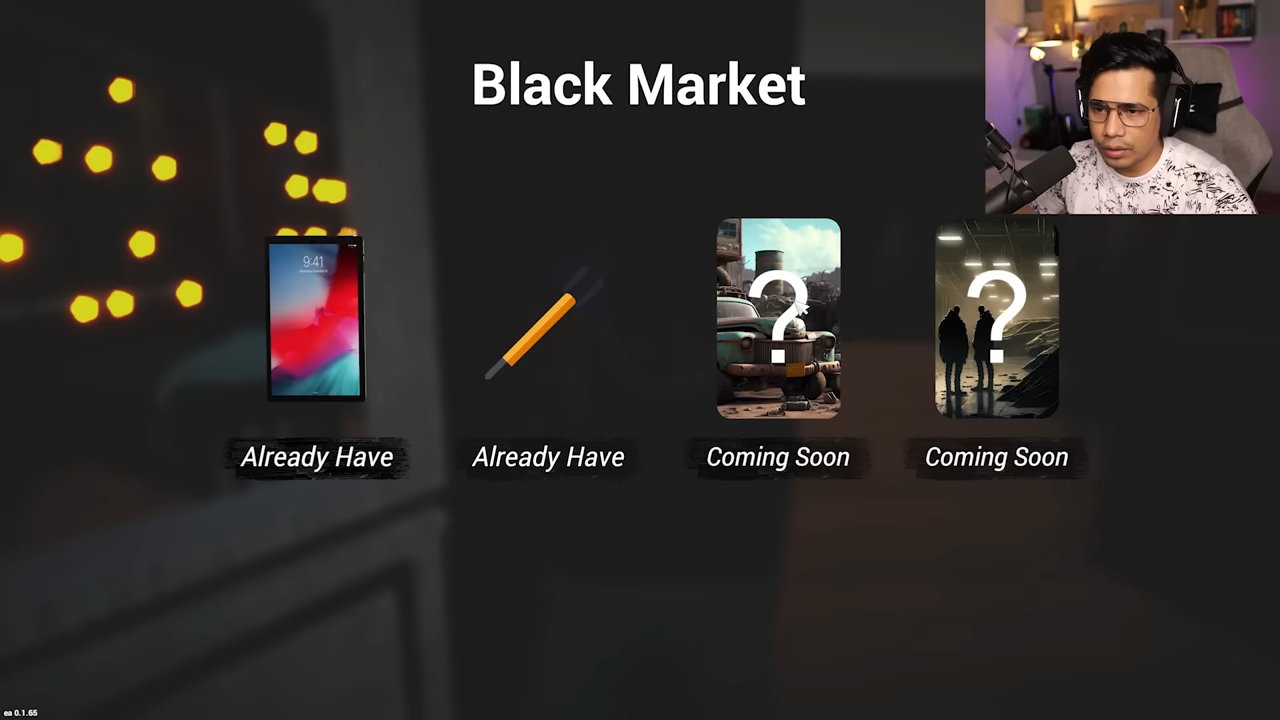 Black Market
9:41
?
?
Already Have
Already Have
Coming Soon
Coming Soon
ea 0.1.65